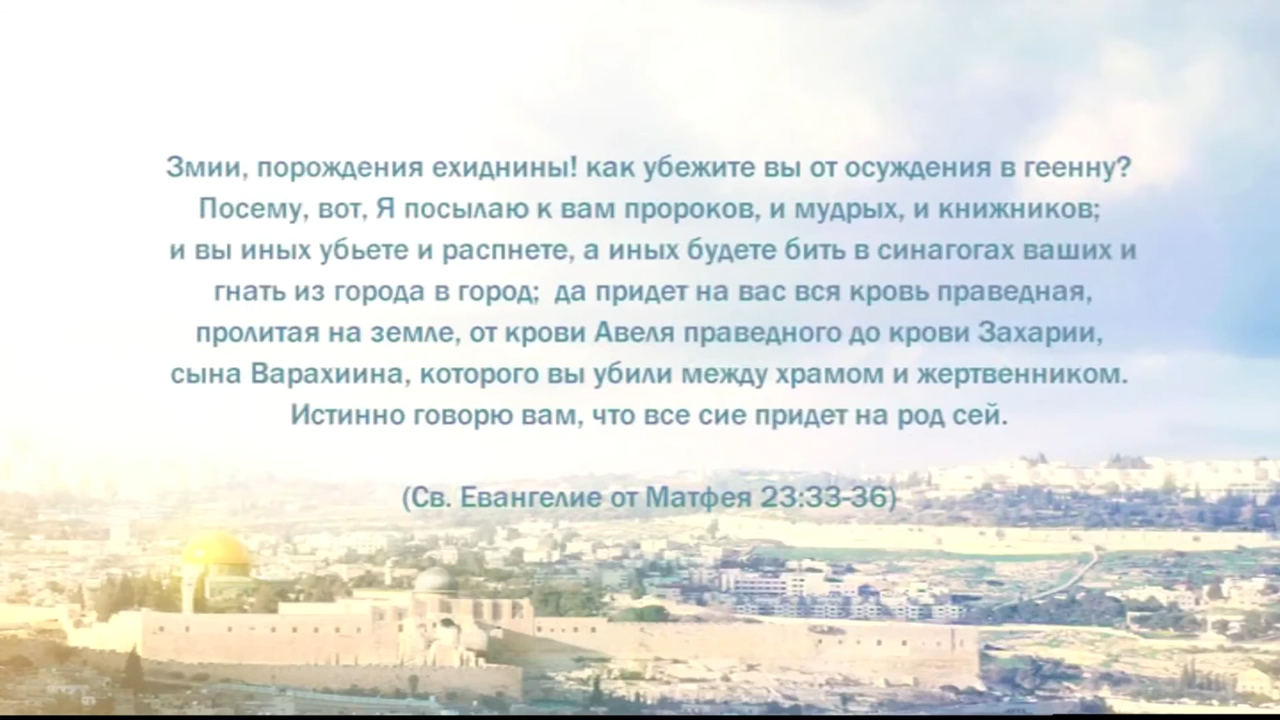 Змии, порождения ехиднины! как убежите вы от осуждения в геенну?
Посему, вот, Я посылаю к вам пророков, и мудрых, и книжников;
и вы иных убьете и распнете, а иных будете бить в синагогах ваших и
гнать из города в город; да придет на вас вся кровь праведная,
пролитая на земле, от крови Авеля праведного до крови Захарии,
сына Варахиина, которого вы убили между храмом и жертвенником.
Истинно говорю вам, что все сие придет на род сей.
(Св. Евангелие от Матфея 23:33-36)